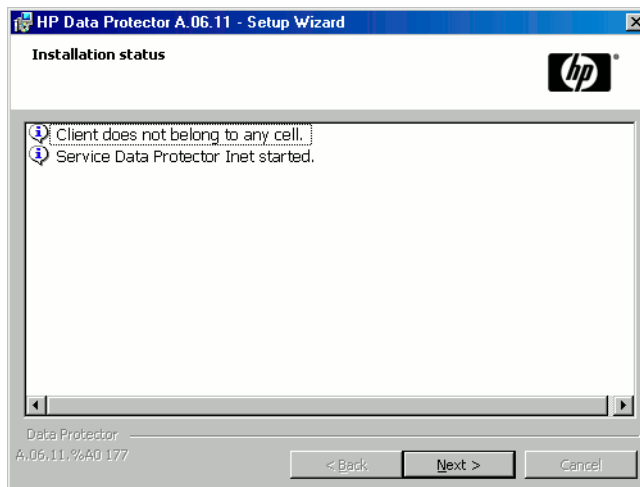 HP Data Protector A.06.11 - Setup Wizard
Installation status
hp
Client does not belong to any cell.
Service Data Protector Inet started.
Data Protector
A.06.11.%A0 177
< Back
Next >
Cancel